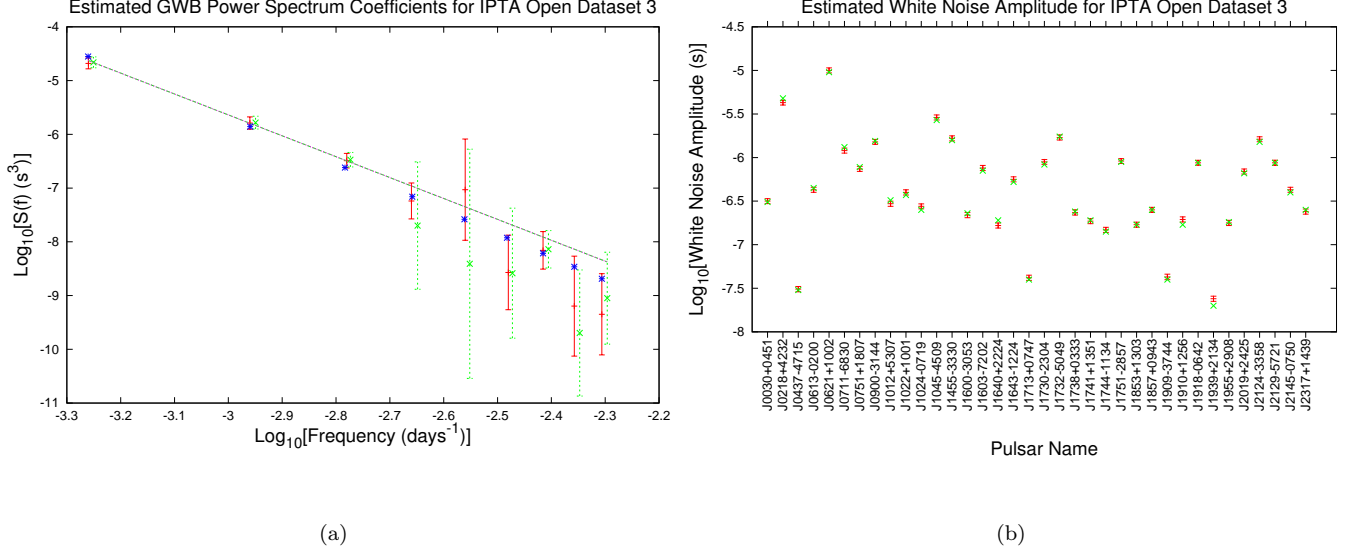 Estimated GWB Power Spectrum Coefficients for IPTA Open Dataset 3
-4
-5
-6
-7
-8
-9
-10
-11
Log10[S(f) (s^3)]
-3.3 -3.2 -3.1 -3 -2.9 -2.8 -2.7 -2.6 -2.5 -2.4 -2.3 -2.2
Log10[Frequency (days^-1)]
(a)
Estimated White Noise Amplitude for IPTA Open Dataset 3
-4.5
-5
-5.5
-6
-6.5
-7
-7.5
-8
Log10[White Noise Amplitude (s)]
J00030+0451
J0218+4232
J0437-4715
J0613-0200
J0621+1002
J0711-6830
J0751+1807
J0900-3144
J1012+5307
J1022+1001
J1024-0719
J1045-4509
J1455-3330
J1600-3053
J1603-7202
J1640+2224
J1643-1224
J1713+0747
J1730-2304
J1732-5049
J1738+0333
J1741+1351
J1744-1134
J1751-2857
J1853+1303
J1857+0943
J1909-3744
J1910+1256
J1918-0642
J1939+2134
J1955+2908
J2019+2425
J2124-3358
J2129-5721
J2145-0750
J2317+1439
Pulsar Name
(b)